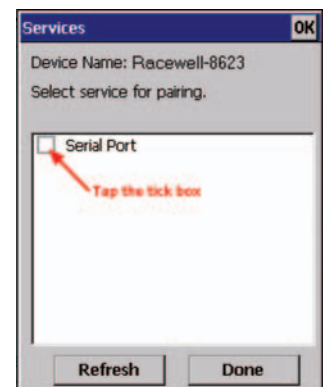 Services OK
Device Name: Racewell-8623
Select service for pairing.
Serial Port
Tap the tick box
Refresh Done